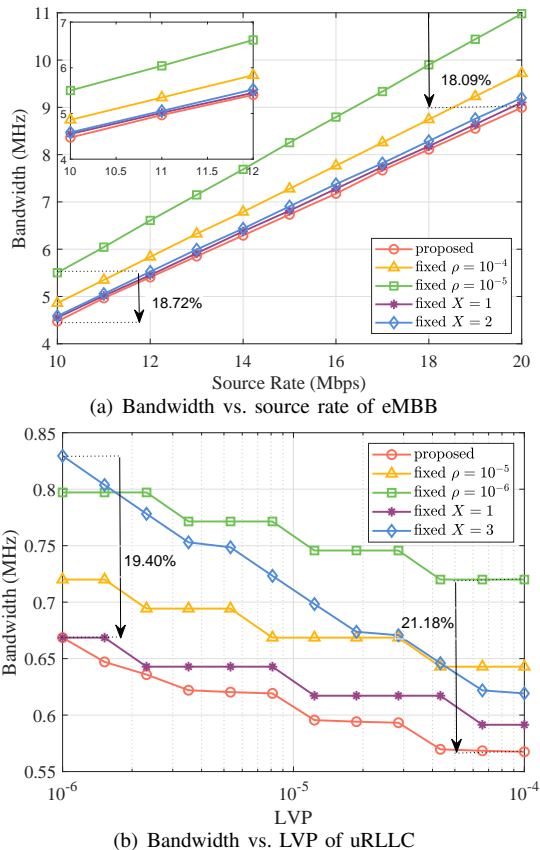 11
10
9
8
7
6
5
4
Bandwidth (MHz)
7
6
5
4
10
10.5
11
11.5
12
18.09%
18.72%
proposed
fixed ρ = 10⁻⁴
fixed ρ = 10⁻⁵
fixed X = 1
fixed X = 2
10
12
14
16
18
20
Source Rate (Mbps)
(a) Bandwidth vs. source rate of eMBB
0.85
0.8
0.75
0.7
0.65
0.6
0.55
Bandwidth (MHz)
proposed
fixed ρ = 10⁻⁵
fixed ρ = 10⁻⁶
fixed X = 1
fixed X = 3
19.40%
21.18%
10⁻⁶
10⁻⁵
10⁻⁴
LVP
(b) Bandwidth vs. LVP of uRLLC